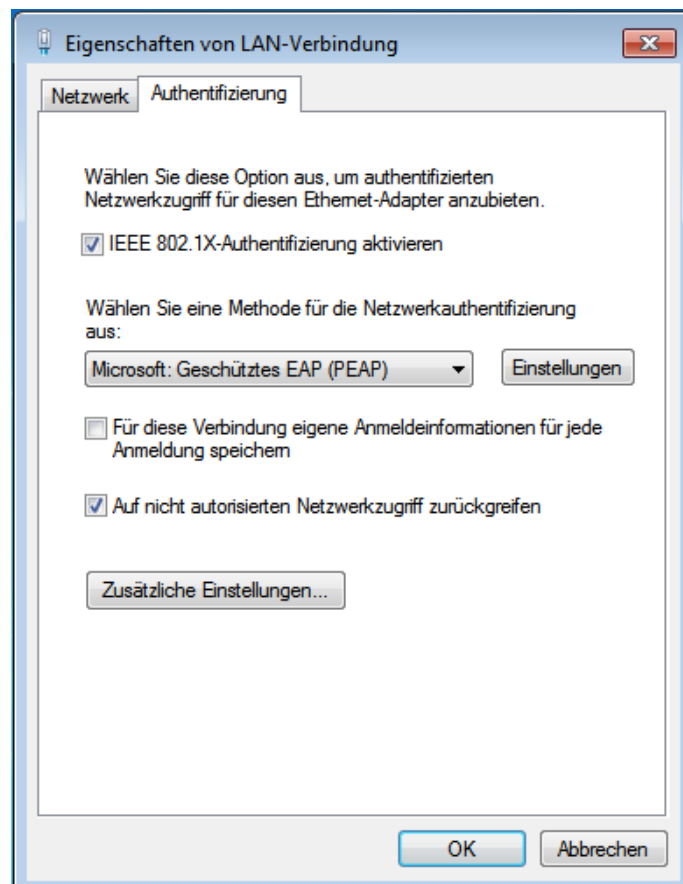 Eigenschaften von LAN-Verbindung
Netzwerk
Authentifizierung
Wählen Sie diese Option aus, um authentifizierten
Netzwerkzugriff für diesen Ethernet-Adapter anzubieten.
IEEE 802.1X-Authentifizierung aktivieren
Wählen Sie eine Methode für die Netzwerkauthentifizierung
aus:
Microsoft: Geschütztes EAP (PEAP)
Einstellungen
Für diese Verbindung eigene Anmeldeinformationen für jede
Anmeldung speichern
Auf nicht autorisierten Netzwerkzugriff zurückgreifen
Zusätzliche Einstellungen...
OK
Abbrechen